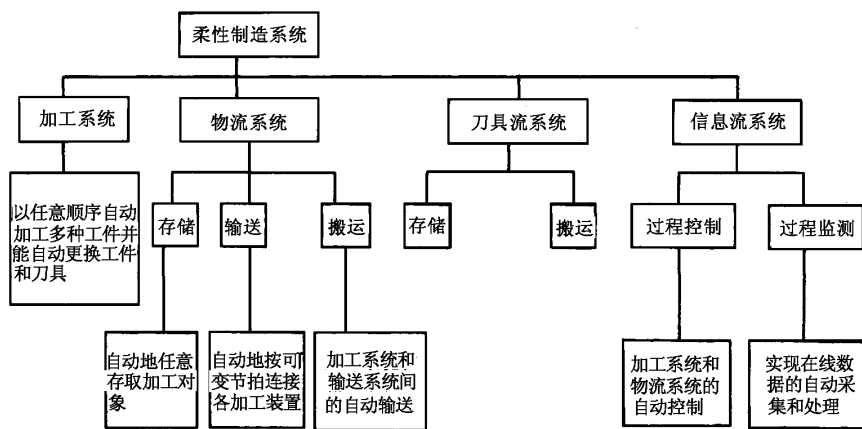 柔性制造系统
加工系统
物流系统
刀具流系统
信息流系统
以任意顺序自动
加工多种工件并
能自动更换工件
和刀具
存储
输送
搬运
存储
搬运
过程控制
过程监测
自动地任意
存取加工对
象
自动地按可
变节拍连接
各加工装置
加工系统和
输送系统间
的自动输送
加工系统和
物流系统的
自动控制
实现在线数
据的自动采
集和处理